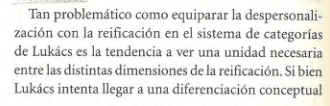 Tan problemático como equiparar la despersonali-
zación con la reificación en el sistema de categorías
de Lukács es la tendencia a ver una unidad necesaria
entre las distintas dimensiones de la reificación. Si bien
Lukács intenta llegar a una diferenciación conceptual